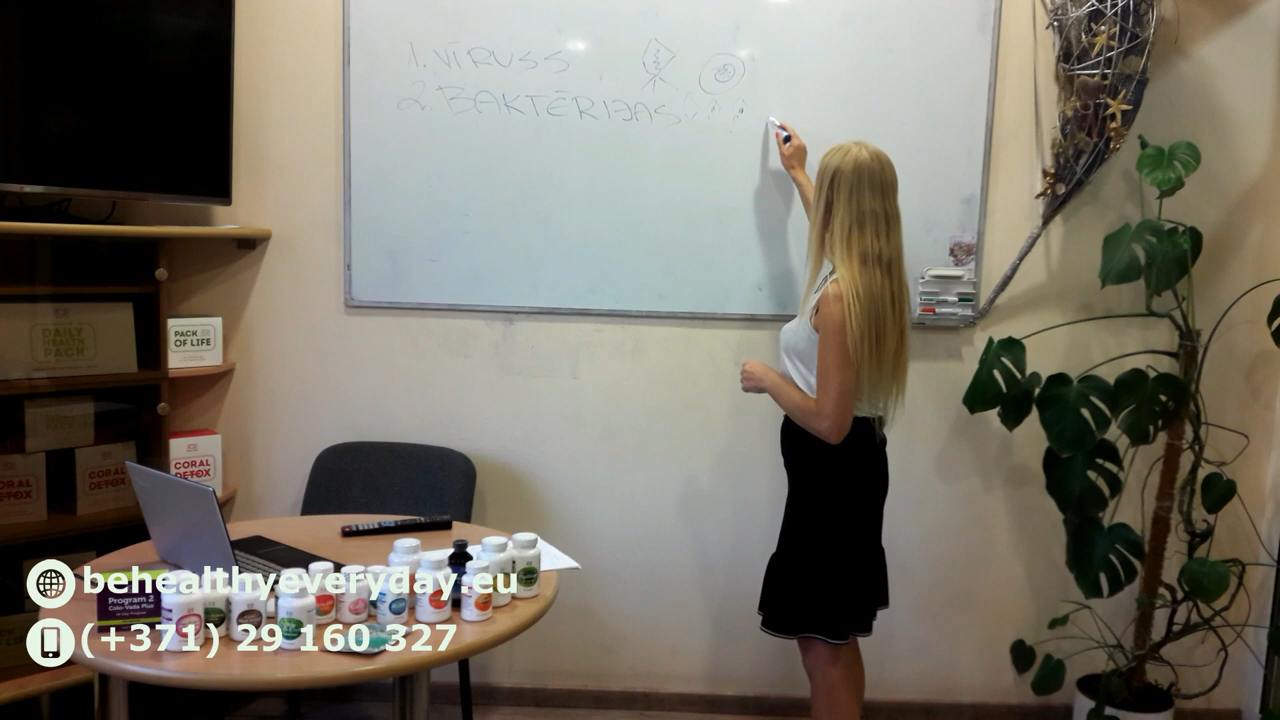 1. VĪRUSS
2. BAKTĒRIJAS
DAILY
HEALTH
PACK
PACK
OF LIFE
CORAL
DETOX
CORAL
DETOX
CORAL
DETOX
behealthyeveryday.eu
Program 2
Colo-Vada Plus
(+371) 29 160 327